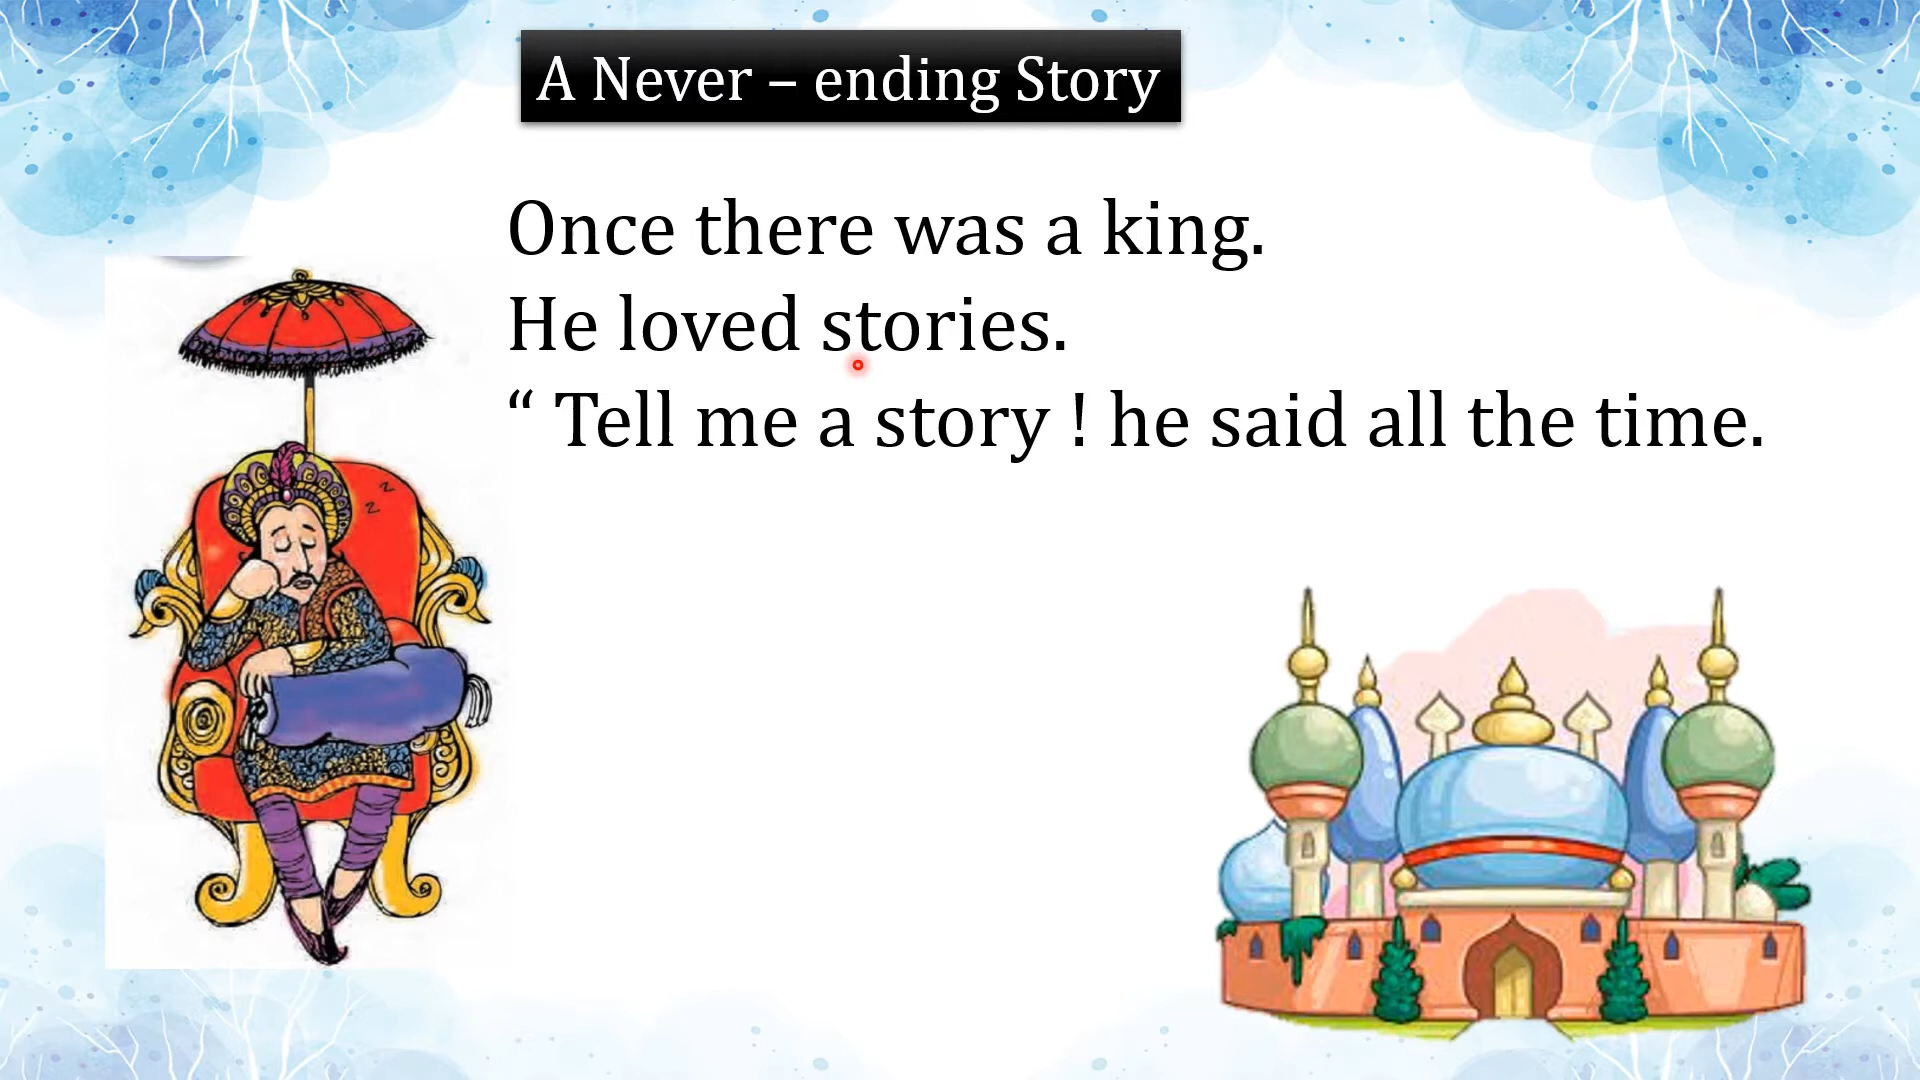 A Never – ending Story
Once there was a king.
He loved stories.
“ Tell me a story ! he said all the time.
z
z